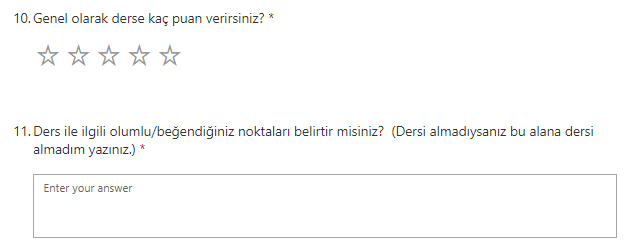 10. Genel olarak derse kaç puan verirsiniz? *
11. Ders ile ilgili olumlu/beğendiğiniz noktaları belirtir misiniz? (Dersi almadıysanız bu alana dersi
almadım yazınız.) *
Enter your answer